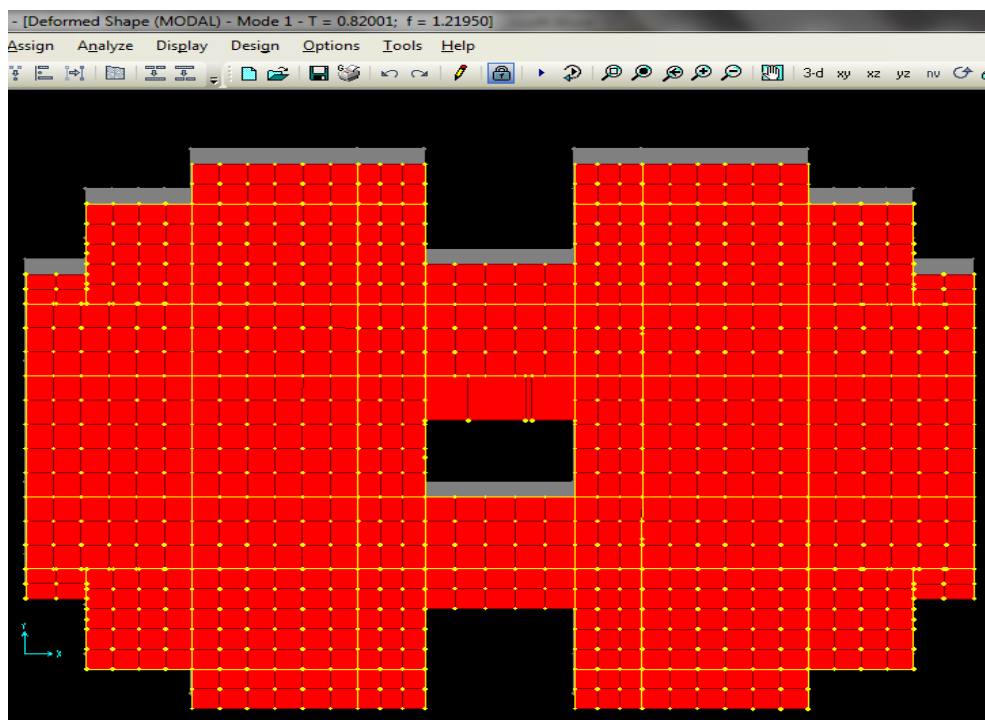 - [Deformed Shape (MODAL) - Mode 1 - T = 0.82001; f = 1.21950]
Assign Analyze Display Design Options Tools Help
3-d xy xz yz nv
Y
X